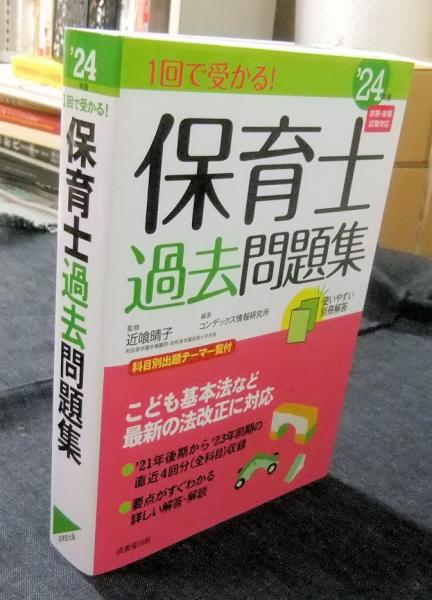 '24
年版
1回で受かる!
保育士
過去問題集
成美堂出版
1回で受かる!
'24年版
前期・後期
試験対応
保育士
過去問題集
使いやすい
別冊解答
監修
近喰晴子
編著
コンデックス情報研究所
科目別出題テーマ一覧付
こども基本法など
最新の法改正に対応
'21年後期から'23年前期の
直近4回分(全科目)収録
要点がすぐわかる
詳しい解答・解説
成美堂出版